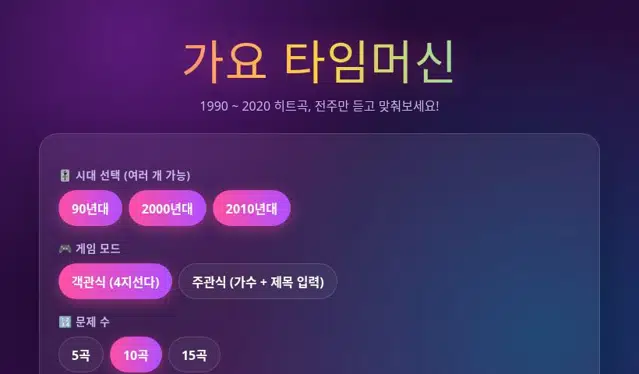 가요 타임머신
1990 ~ 2020 히트곡, 전주만 듣고 맞춰보세요!
🎚️ 시대 선택 (여러 개 가능)
90년대 2000년대 2010년대
🎮 게임 모드
객관식 (4지선다) 주관식 (가수 + 제목 입력)
🔢 문제 수
5곡 10곡 15곡